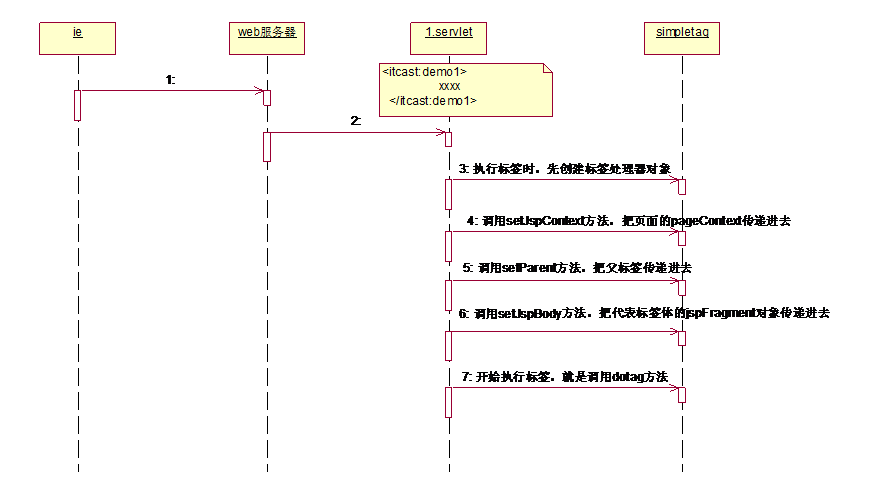 ie
web服务器
1.servlet
simpletag
<itcast:demo1>
xxxx
</itcast:demo1>
1:
2:
3: 执行标签时，先创建标签处理器对象
4: 调用setJspContext方法，把页面的pageContext传递进去
5: 调用setParent方法，把父标签传递进去
6: 调用setJspBody方法，把代表标签体的jspFragment对象传递进去
7: 开始执行标签，就是调用dotag方法